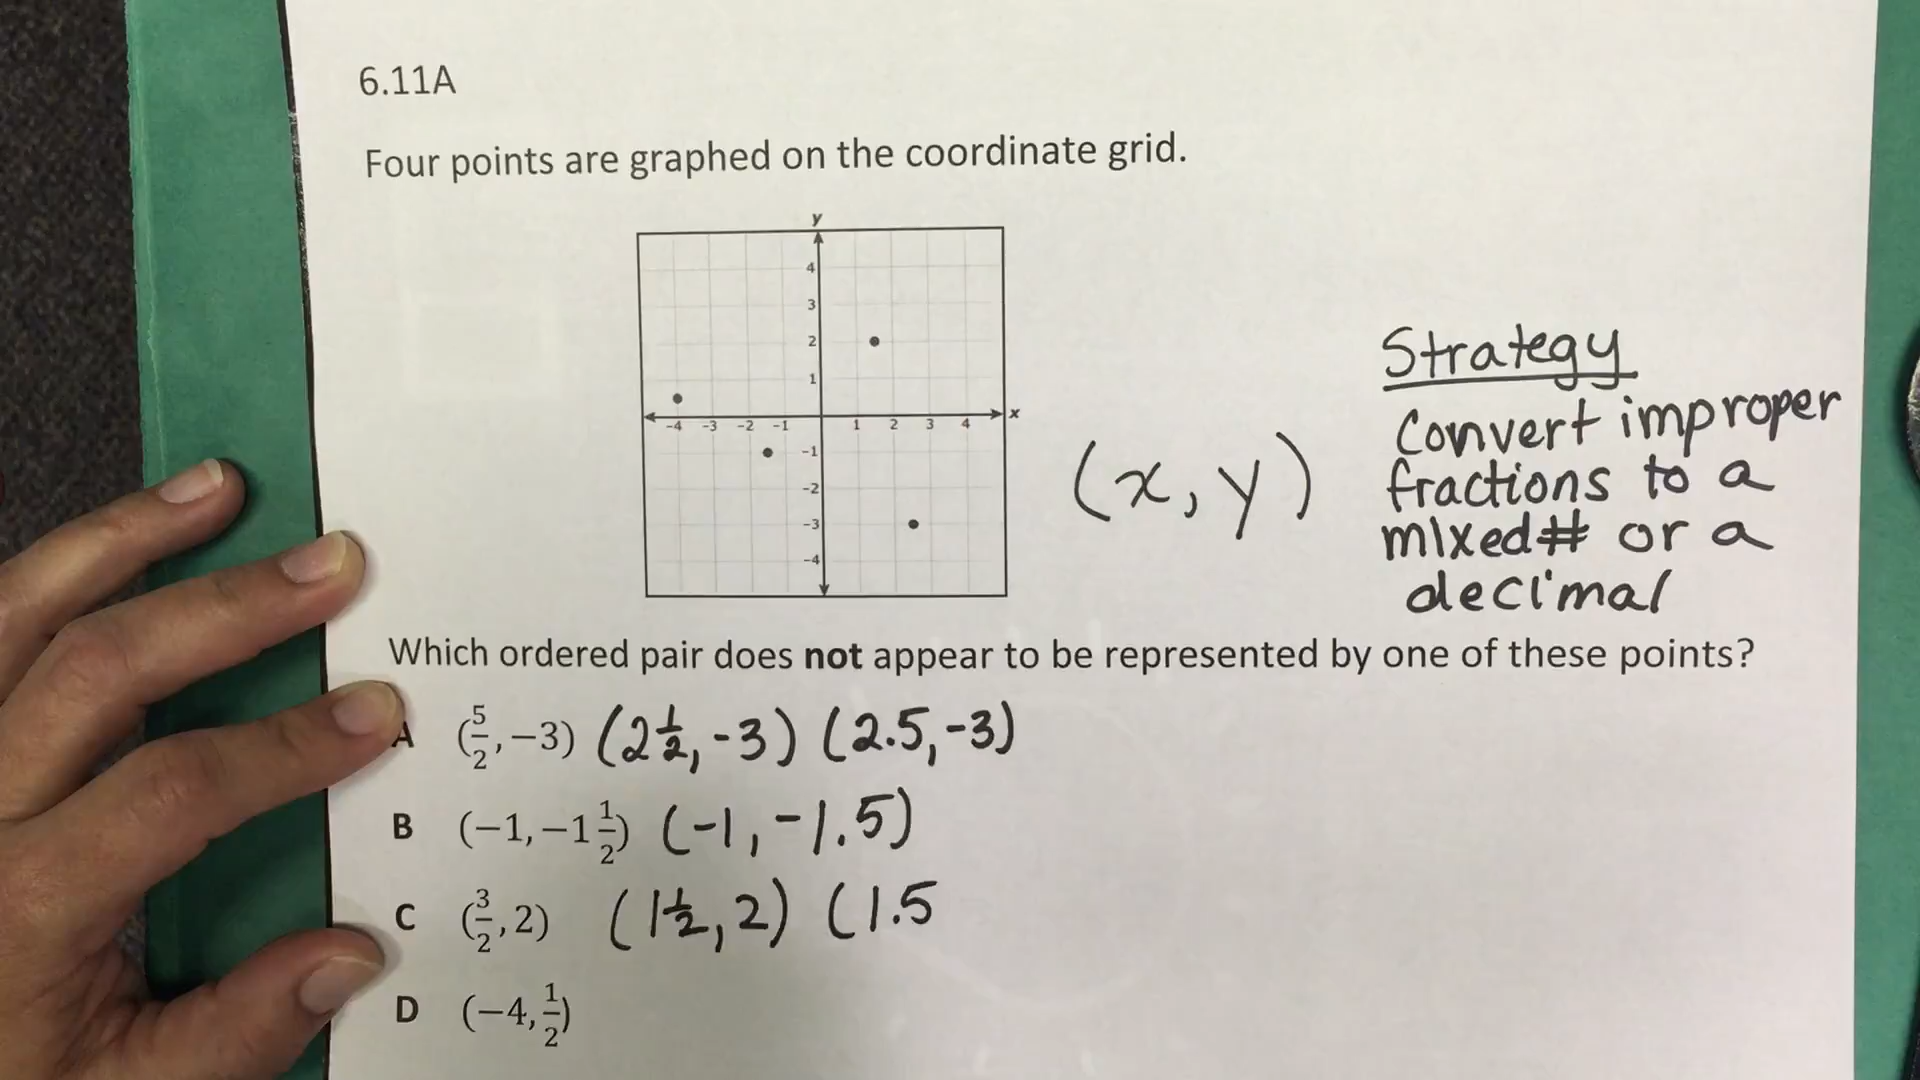 6.11A
Four points are graphed on the coordinate grid.
y
4
3
2
1
-4 -3 -2 -1 1 2 3 4 x
-1
-2
-3
-4
(x, y)
Strategy
Convert improper
fractions to a
mixed# or a
decimal
Which ordered pair does not appear to be represented by one of these points?
A (5/2, −3) (2 1/2, -3) (2.5, -3)
B (−1, −1 1/2) (-1, -1.5)
C (3/2, 2) (1 1/2, 2) (1.5
D (−4, 1/2)